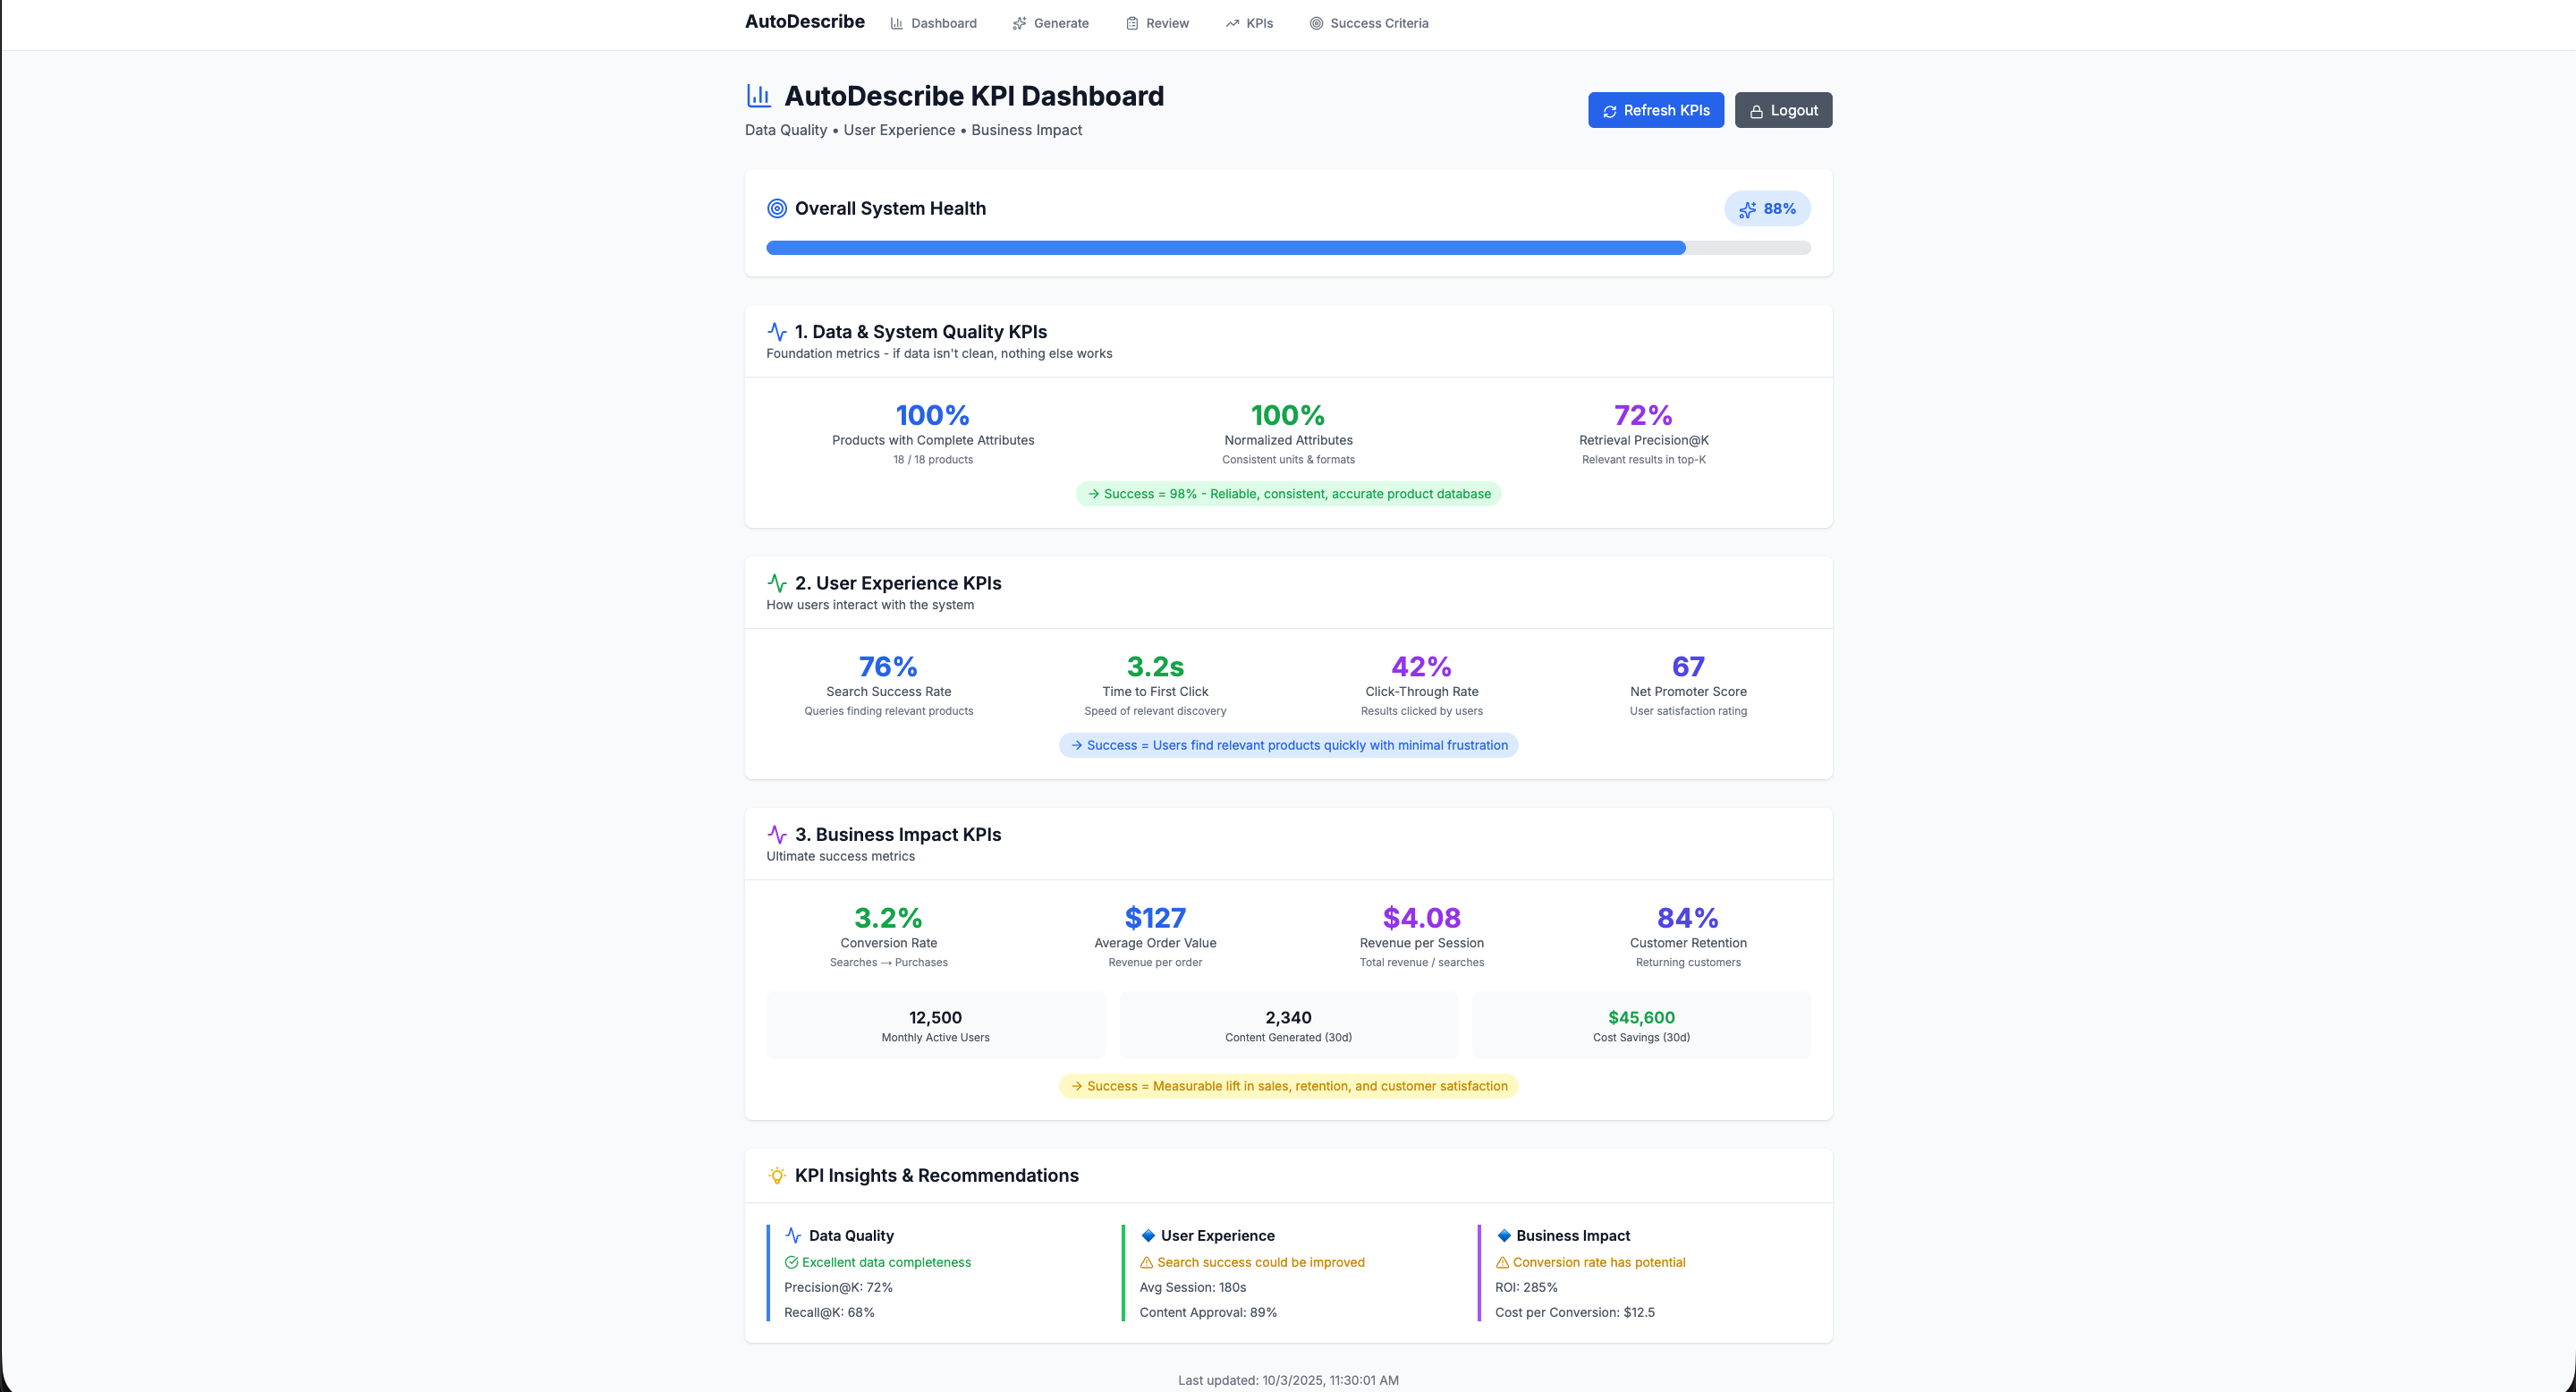 AutoDescribe Dashboard Generate Review KPIs Success Criteria
AutoDescribe KPI Dashboard
Data Quality • User Experience • Business Impact
Refresh KPIs Logout
Overall System Health 88%
1. Data & System Quality KPIs
Foundation metrics - if data isn't clean, nothing else works
100% 100% 72%
Products with Complete Attributes Normalized Attributes Retrieval Precision@K
18 / 18 products Consistent units & formats Relevant results in top-K
→ Success = 98% - Reliable, consistent, accurate product database
2. User Experience KPIs
How users interact with the system
76% 3.2s 42% 67
Search Success Rate Time to First Click Click-Through Rate Net Promoter Score
Queries finding relevant products Speed of relevant discovery Results clicked by users User satisfaction rating
→ Success = Users find relevant products quickly with minimal frustration
3. Business Impact KPIs
Ultimate success metrics
3.2% $127 $4.08 84%
Conversion Rate Average Order Value Revenue per Session Customer Retention
Searches → Purchases Revenue per order Total revenue / searches Returning customers
12,500 2,340 $45,600
Monthly Active Users Content Generated (30d) Cost Savings (30d)
→ Success = Measurable lift in sales, retention, and customer satisfaction
KPI Insights & Recommendations
Data Quality
Excellent data completeness
Precision@K: 72%
Recall@K: 68%
User Experience
Search success could be improved
Avg Session: 180s
Content Approval: 89%
Business Impact
Conversion rate has potential
ROI: 285%
Cost per Conversion: $12.5
Last updated: 10/3/2025, 11:30:01 AM